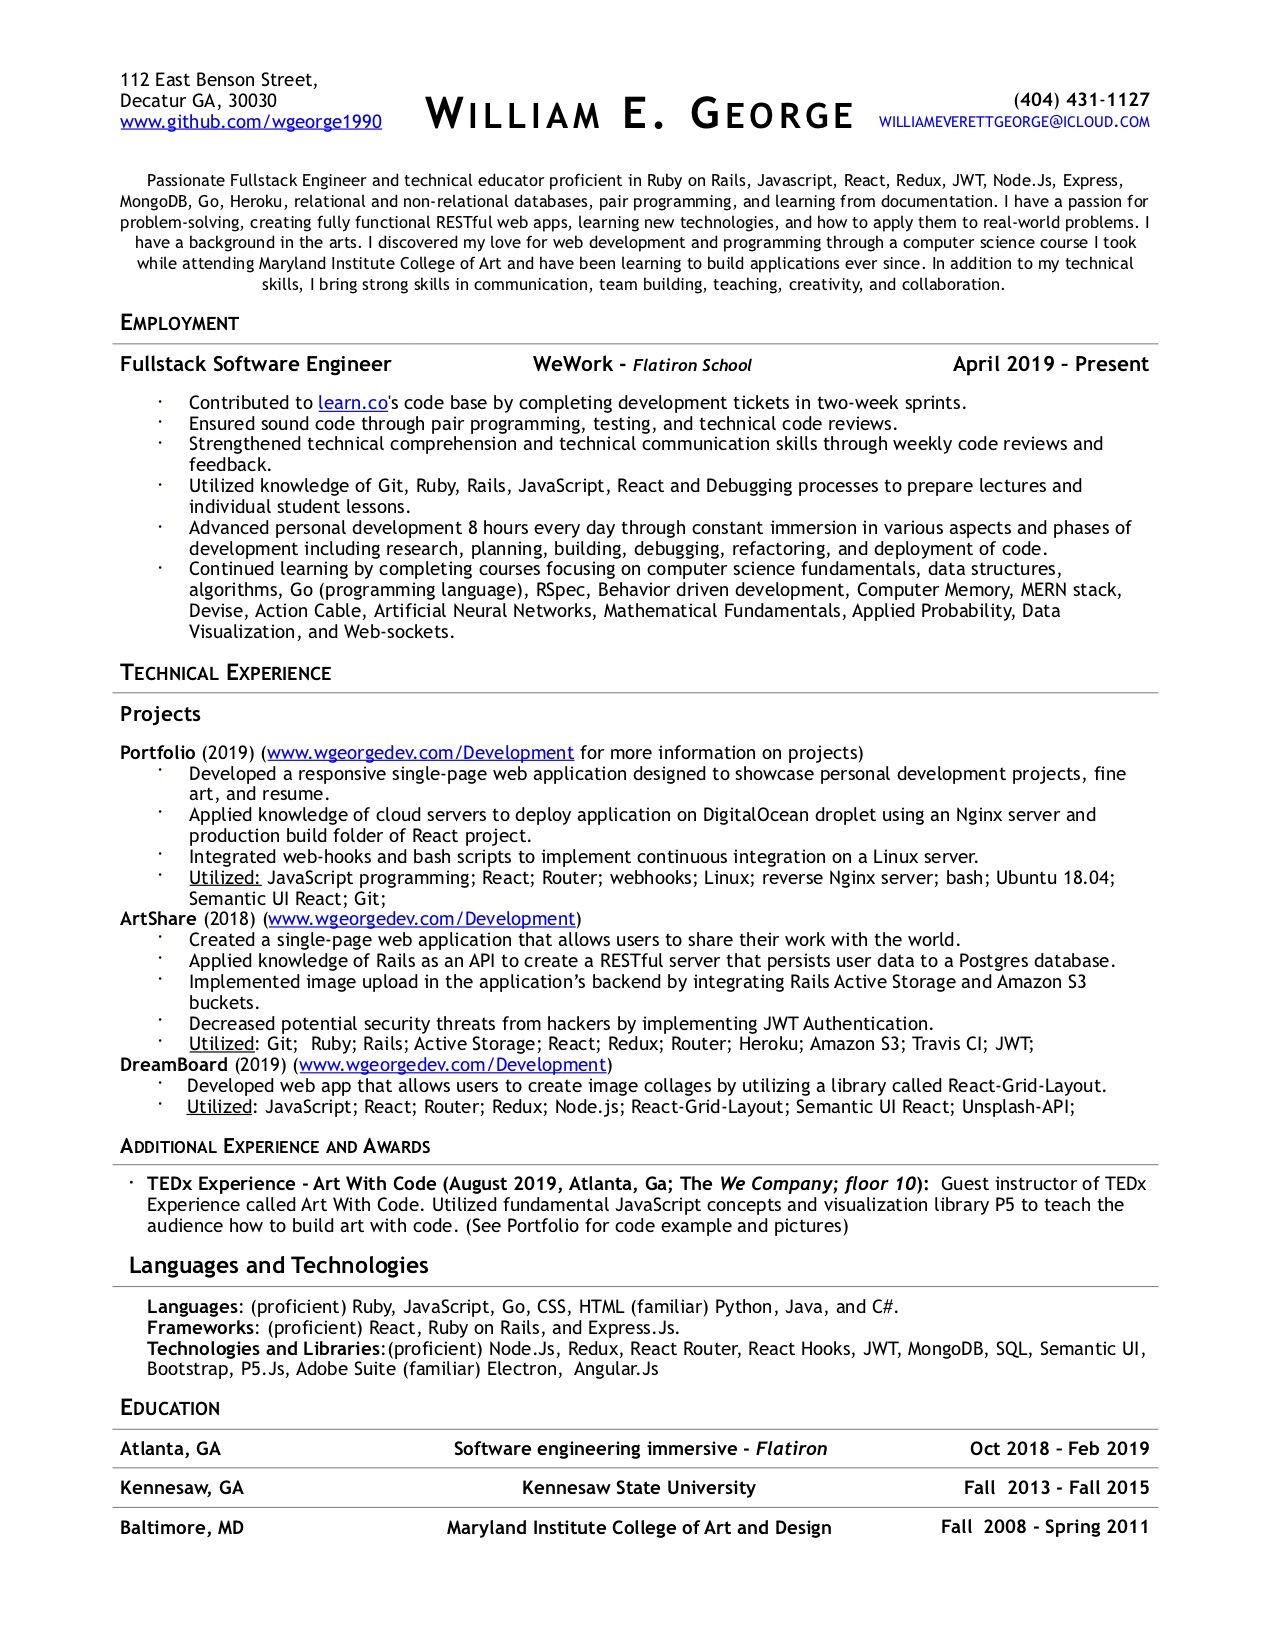 112 East Benson Street,
Decatur GA, 30030
www.github.com/wgeorge1990
WILLIAM E. GEORGE
(404) 431-1127
WILLIAMEVERETTGEORGE@ICLOUD.COM
Passionate Fullstack Engineer and technical educator proficient in Ruby on Rails, Javascript, React, Redux, JWT, Node.Js, Express,
MongoDB, Go, Heroku, relational and non-relational databases, pair programming, and learning from documentation. I have a passion for
problem-solving, creating fully functional RESTful web apps, learning new technologies, and how to apply them to real-world problems. I
have a background in the arts. I discovered my love for web development and programming through a computer science course I took
while attending Maryland Institute College of Art and have been learning to build applications ever since. In addition to my technical
skills, I bring strong skills in communication, team building, teaching, creativity, and collaboration.
EMPLOYMENT
Fullstack Software Engineer WeWork - Flatiron School April 2019 – Present
· Contributed to learn.co's code base by completing development tickets in two-week sprints.
· Ensured sound code through pair programming, testing, and technical code reviews.
· Strengthened technical comprehension and technical communication skills through weekly code reviews and
feedback.
· Utilized knowledge of Git, Ruby, Rails, JavaScript, React and Debugging processes to prepare lectures and
individual student lessons.
· Advanced personal development 8 hours every day through constant immersion in various aspects and phases of
development including research, planning, building, debugging, refactoring, and deployment of code.
· Continued learning by completing courses focusing on computer science fundamentals, data structures,
algorithms, Go (programming language), RSpec, Behavior driven development, Computer Memory, MERN stack,
Devise, Action Cable, Artificial Neural Networks, Mathematical Fundamentals, Applied Probability, Data
Visualization, and Web-sockets.
TECHNICAL EXPERIENCE
Projects
Portfolio (2019) (www.wgeorgedev.com/Development for more information on projects)
· Developed a responsive single-page web application designed to showcase personal development projects, fine
art, and resume.
· Applied knowledge of cloud servers to deploy application on DigitalOcean droplet using an Nginx server and
production build folder of React project.
· Integrated web-hooks and bash scripts to implement continuous integration on a Linux server.
· Utilized: JavaScript programming; React; Router; webhooks; Linux; reverse Nginx server; bash; Ubuntu 18.04;
Semantic UI React; Git;
ArtShare (2018) (www.wgeorgedev.com/Development)
· Created a single-page web application that allows users to share their work with the world.
· Applied knowledge of Rails as an API to create a RESTful server that persists user data to a Postgres database.
· Implemented image upload in the application’s backend by integrating Rails Active Storage and Amazon S3
buckets.
· Decreased potential security threats from hackers by implementing JWT Authentication.
· Utilized: Git;  Ruby; Rails; Active Storage; React; Redux; Router; Heroku; Amazon S3; Travis CI; JWT;
DreamBoard (2019) (www.wgeorgedev.com/Development)
· Developed web app that allows users to create image collages by utilizing a library called React-Grid-Layout.
· Utilized: JavaScript; React; Router; Redux; Node.js; React-Grid-Layout; Semantic UI React; Unsplash-API;
ADDITIONAL EXPERIENCE AND AWARDS
· TEDx Experience - Art With Code (August 2019, Atlanta, Ga; The We Company; floor 10):  Guest instructor of TEDx
Experience called Art With Code. Utilized fundamental JavaScript concepts and visualization library P5 to teach the
audience how to build art with code. (See Portfolio for code example and pictures)
Languages and Technologies
Languages: (proficient) Ruby, JavaScript, Go, CSS, HTML (familiar) Python, Java, and C#.
Frameworks: (proficient) React, Ruby on Rails, and Express.Js.
Technologies and Libraries:(proficient) Node.Js, Redux, React Router, React Hooks, JWT, MongoDB, SQL, Semantic UI,
Bootstrap, P5.Js, Adobe Suite (familiar) Electron,  Angular.Js
EDUCATION
Atlanta, GA Software engineering immersive - Flatiron Oct 2018 – Feb 2019
Kennesaw, GA Kennesaw State University Fall  2013 - Fall 2015
Baltimore, MD Maryland Institute College of Art and Design Fall  2008 - Spring 2011